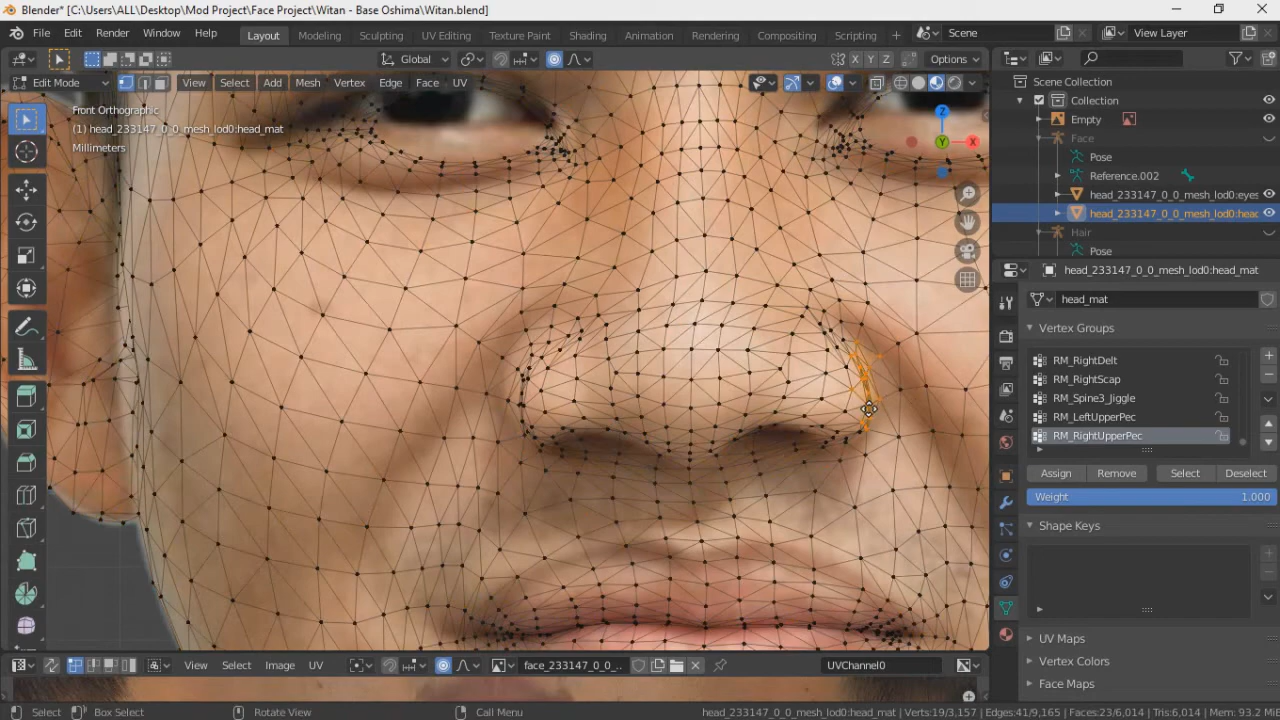 Blender* [C:\Users\ALL\Desktop\Mod Project\Face Project\Witan - Base Oshima\Witan.blend]
File Edit Render Window Help Layout Modeling Sculpting UV Editing Texture Paint Shading Animation Rendering Compositing Scripting + Scene View Layer
Global X Y Z Options
Edit Mode View Select Add Mesh Vertex Edge Face UV
Front Orthographic
(1) head_233147_0_0_mesh_lod0:head_mat
Millimeters
Z
Y
X
Scene Collection
Collection
Empty
Face
Pose
Reference.002
head_233147_0_0_mesh_lod0:eyes
head_233147_0_0_mesh_lod0:head
Hair
Pose
head_233147_0_0_mesh_lod0:head_mat
head_mat
Vertex Groups
RM_RightDelt
RM_RightScap
RM_Spine3_Jiggle
RM_LeftUpperPec
RM_RightUpperPec
Assign Remove Select Deselect
Weight 1.000
Shape Keys
UV Maps
Vertex Colors
Face Maps
View Select Image UV face_233147_0_0_... UVChannel0
Select Box Select Rotate View Call Menu head_233147_0_0_mesh_lod0:head_mat | Verts:19/3,157 | Edges:41/9,165 | Faces:23/6,014 | Tris:6,014 | Mem: 93.2 Mi